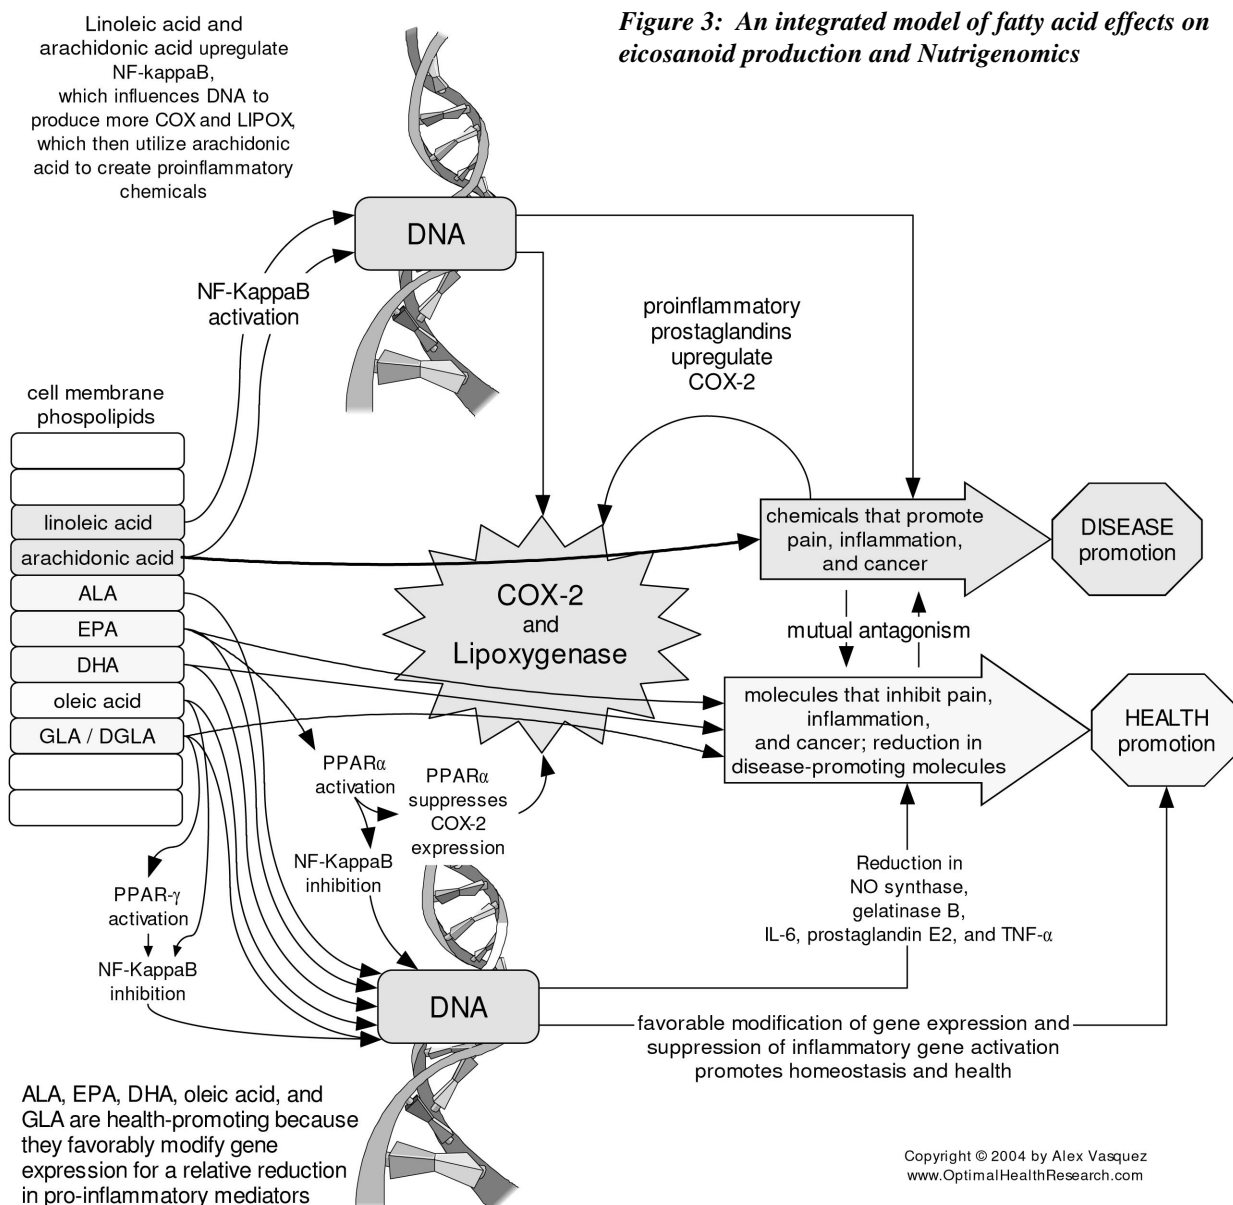 Linoleic acid and
arachidonic acid upregulate
NF-kappaB,
which influences DNA to
produce more COX and LIPOX,
which then utilize arachidonic
acid to create proinflammatory
chemicals
Figure 3: An integrated model of fatty acid effects on
eicosanoid production and Nutrigenomics
DNA
NF-KappaB
activation
proinflammatory
prostaglandins
upregulate
COX-2
cell membrane
phospolipids
linoleic acid
arachidonic acid
ALA
EPA
DHA
oleic acid
GLA / DGLA
COX-2
and
Lipoxygenase
chemicals that promote
pain, inflammation,
and cancer
DISEASE
promotion
mutual antagonism
molecules that inhibit pain,
inflammation,
and cancer; reduction in
disease-promoting molecules
HEALTH
promotion
PPARα
activation
PPARα
suppresses
COX-2
expression
NF-KappaB
inhibition
PPAR-γ
activation
NF-KappaB
inhibition
Reduction in
NO synthase,
gelatinase B,
IL-6, prostaglandin E2, and TNF-α
DNA
favorable modification of gene expression and
suppression of inflammatory gene activation
promotes homeostasis and health
ALA, EPA, DHA, oleic acid, and
GLA are health-promoting because
they favorably modify gene
expression for a relative reduction
in pro-inflammatory mediators
Copyright © 2004 by Alex Vasquez
www.OptimalHealthResearch.com